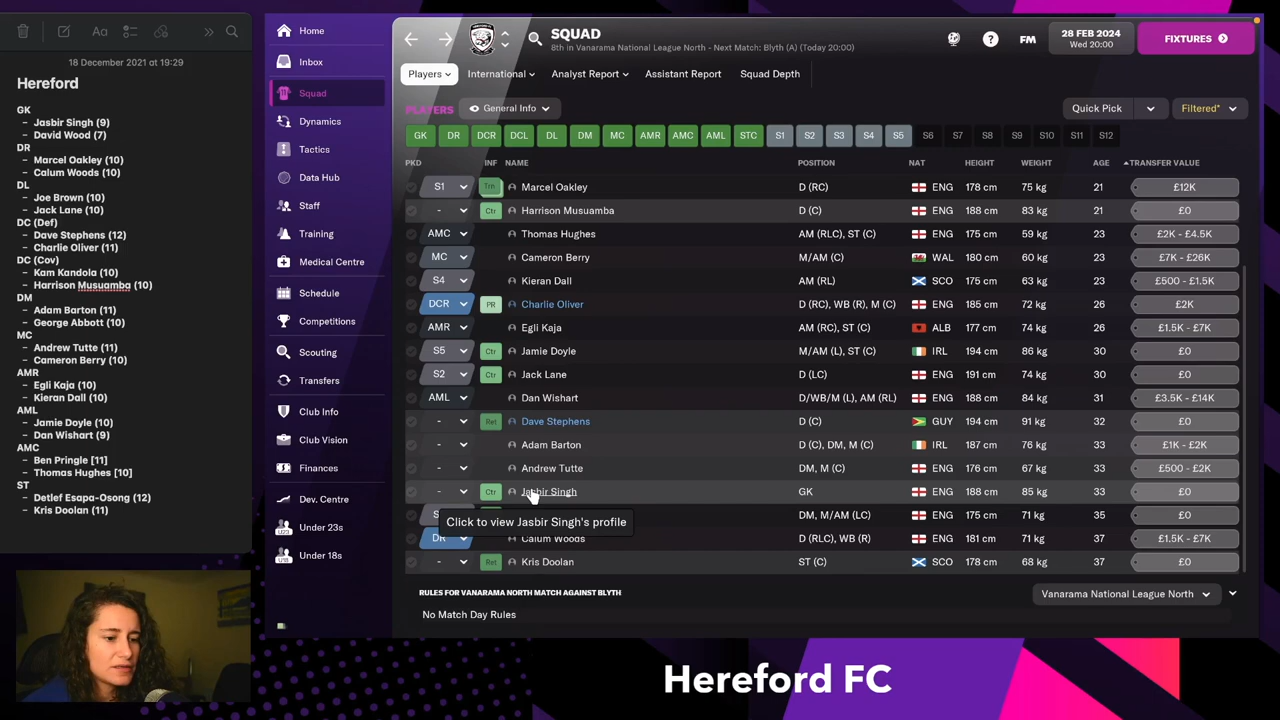 18 December 2021 at 19:29
Hereford
GK
- Jasbir Singh (9)
- David Wood (7)
DR
- Marcel Oakley (10)
- Calum Woods (10)
DL
- Joe Brown (10)
- Jack Lane (10)
DC (Def)
- Dave Stephens (12)
- Charlie Oliver (11)
DC (Cov)
- Kam Kandola (10)
- Harrison Musuamba (10)
DM
- Adam Barton (11)
- George Abbott (10)
MC
- Andrew Tutte (11)
- Cameron Berry (10)
AMR
- Egli Kaja (10)
- Kieran Dall (10)
AML
- Jamie Doyle (10)
- Dan Wishart (9)
AMC
- Ben Pringle [11]
- Thomas Hughes [10]
ST
- Detlef Esapa-Osong (12)
- Kris Doolan (11)
Home
Inbox
Squad
Dynamics
Tactics
Data Hub
Staff
Training
Medical Centre
Schedule
Competitions
Scouting
Transfers
Club Info
Club Vision
Finances
Dev. Centre
Under 23s
Under 18s
SQUAD
8th in Vanarama National League North - Next Match: Blyth (A) (Today 20:00)
FM
28 FEB 2024
Wed 20:00
FIXTURES
Players International Analyst Report Assistant Report Squad Depth
PLAYERS General Info Quick Pick Filtered*
GK DR DCR DCL DL DM MC AMR AMC AML STC S1 S2 S3 S4 S5 S6 S7 S8 S9 S10 S11 S12
PKD INF NAME POSITION NAT HEIGHT WEIGHT AGE TRANSFER VALUE
S1 Trn Marcel Oakley D (RC) ENG 178 cm 75 kg 21 £12K
- Ctr Harrison Musuamba D (C) ENG 188 cm 83 kg 21 £0
AMC Thomas Hughes AM (RLC), ST (C) ENG 175 cm 59 kg 23 £2K - £4.5K
MC Cameron Berry M/AM (C) WAL 180 cm 60 kg 23 £7K - £26K
S4 Kieran Dall AM (RL) SCO 175 cm 63 kg 23 £500 - £1.5K
DCR PR Charlie Oliver D (RC), WB (R), M (C) ENG 185 cm 72 kg 26 £2K
AMR Egli Kaja AM (RC), ST (C) ALB 177 cm 74 kg 26 £1.5K - £7K
S5 Ctr Jamie Doyle M/AM (L), ST (C) IRL 194 cm 86 kg 30 £0
S2 Ctr Jack Lane D (LC) ENG 191 cm 74 kg 30 £0
AML Dan Wishart D/WB/M (L), AM (RL) ENG 188 cm 84 kg 31 £3.5K - £14K
- Ret Dave Stephens D (C) GUY 194 cm 91 kg 32 £0
- Adam Barton D (C), DM, M (C) IRL 187 cm 76 kg 33 £1K - £2K
- Andrew Tutte DM, M (C) ENG 176 cm 67 kg 33 £500 - £2K
- Ctr Jasbir Singh GK ENG 188 cm 85 kg 33 £0
DM, M/AM (LC) ENG 175 cm 71 kg 35 £0
Click to view Jasbir Singh's profile
DR Calum Woods D (RLC), WB (R) ENG 181 cm 71 kg 37 £1.5K - £7K
- Ret Kris Doolan ST (C) SCO 178 cm 68 kg 37 £0
RULES FOR VANARAMA NORTH MATCH AGAINST BLYTH Vanarama National League North
No Match Day Rules
Hereford FC